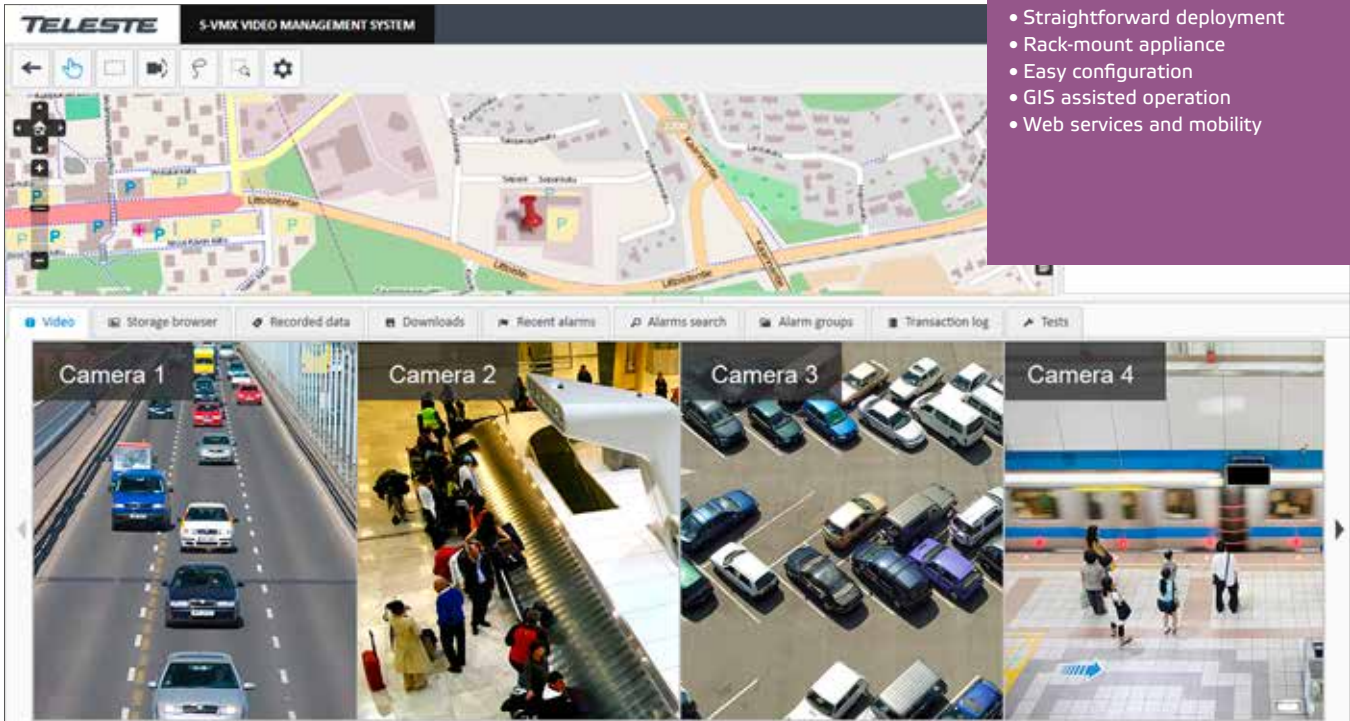 TELESTE
S-VMX VIDEO MANAGEMENT SYSTEM
• Straightforward deployment
• Rack-mount appliance
• Easy configuration
• GIS assisted operation
• Web services and mobility
P
P
P
P
P
P
P
P
Littoistentie
Littoistentie
Video
Storage browser
Recorded data
Downloads
Recent alarms
Alarms search
Alarm groups
Transaction log
Tests
Camera 1
Camera 2
Camera 3
Camera 4